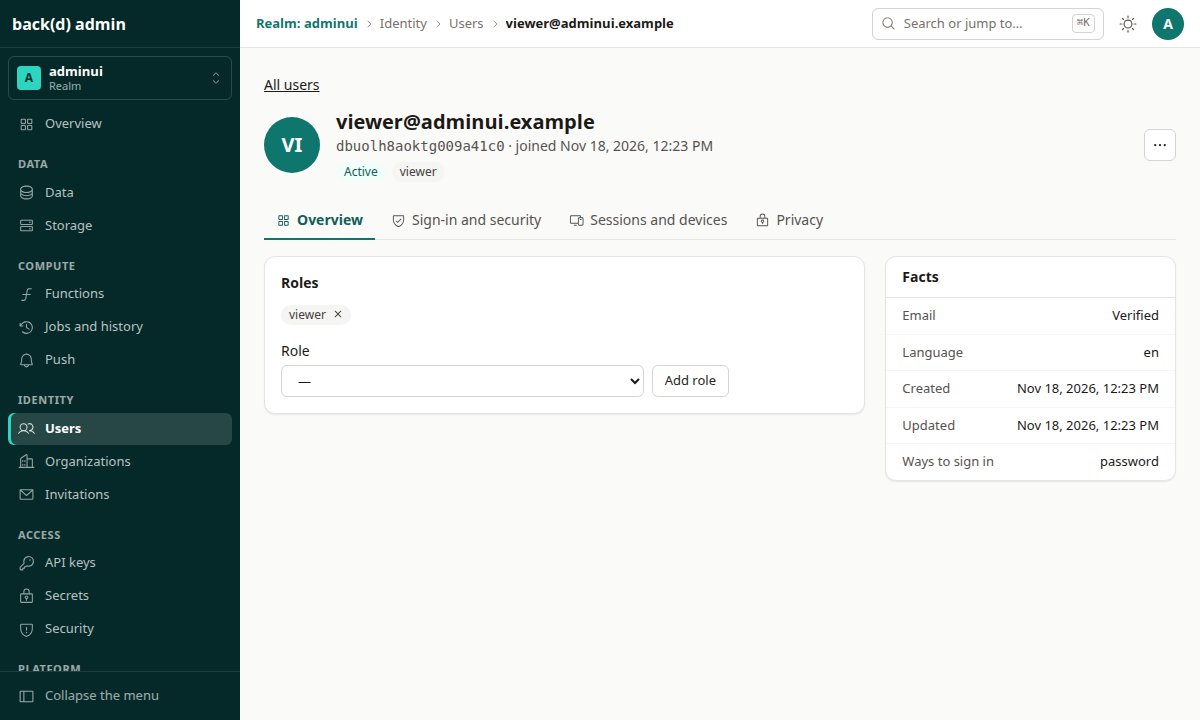 back(d) admin
A
adminui
Realm
Overview
DATA
Data
Storage
COMPUTE
Functions
Jobs and history
Push
IDENTITY
Users
Organizations
Invitations
ACCESS
API keys
Secrets
Security
PLATFORM
Collapse the menu
Realm: adminui > Identity > Users > viewer@adminui.example
Search or jump to... ⌘K
A
All users
VI
viewer@adminui.example
dbuolh8aoktg009a41c0 · joined Nov 18, 2026, 12:23 PM
Active viewer
...
Overview Sign-in and security Sessions and devices Privacy
Roles
viewer ×
Role
—
Add role
Facts
Email Verified
Language en
Created Nov 18, 2026, 12:23 PM
Updated Nov 18, 2026, 12:23 PM
Ways to sign in password